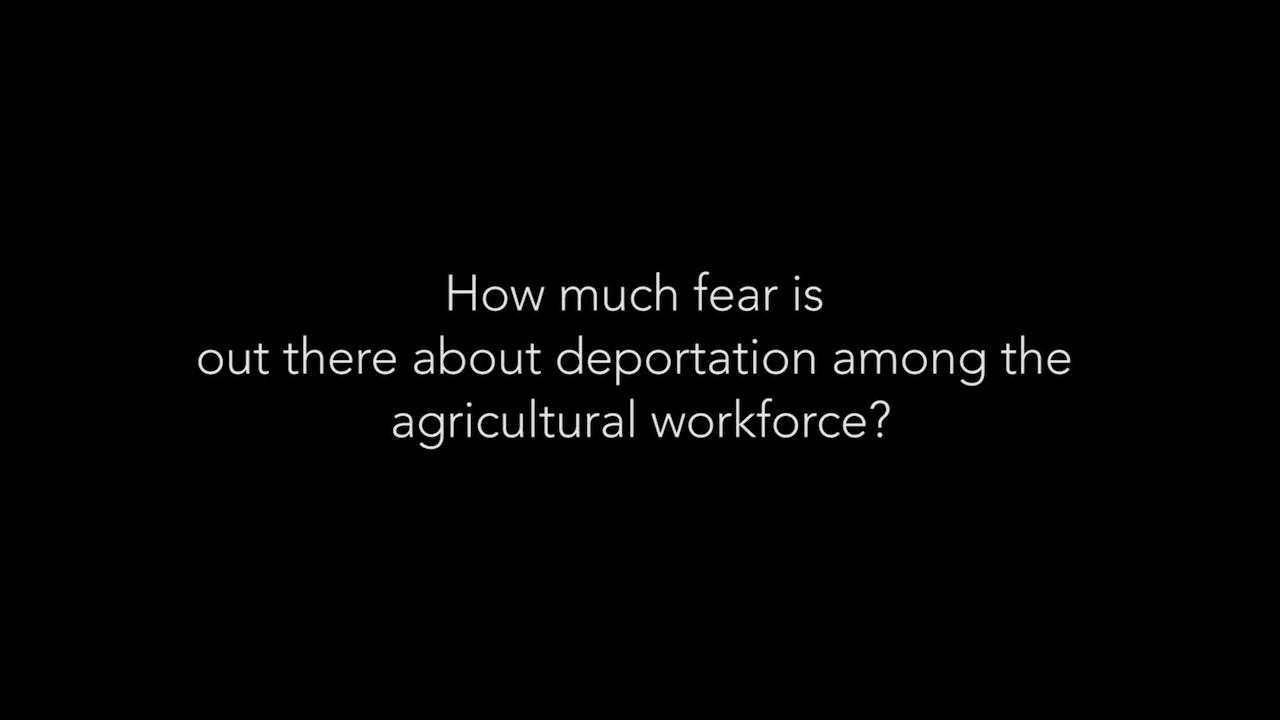 How much fear is
out there about deportation among the
agricultural workforce?